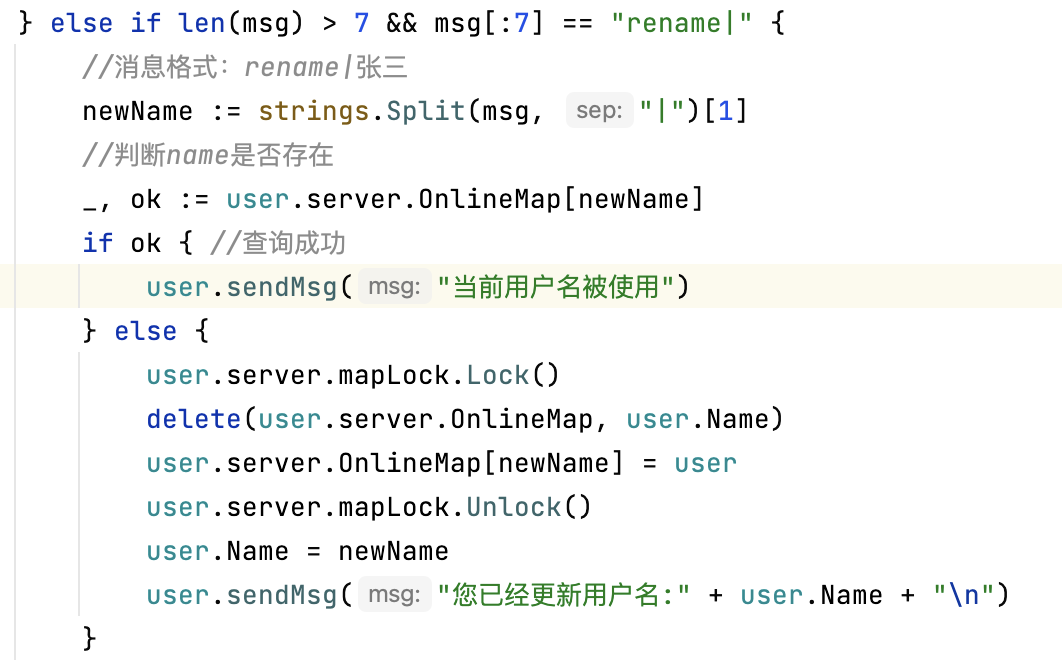 } else if len(msg) > 7 && msg[:7] == "rename|" {
//消息格式：rename|张三
newName := strings.Split(msg, sep: "|")[1]
//判断name是否存在
_, ok := user.server.OnlineMap[newName]
if ok { //查询成功
user.sendMsg( msg: "当前用户名被使用")
} else {
user.server.mapLock.Lock()
delete(user.server.OnlineMap, user.Name)
user.server.OnlineMap[newName] = user
user.server.mapLock.Unlock()
user.Name = newName
user.sendMsg( msg: "您已经更新用户名:" + user.Name + "\n")
}